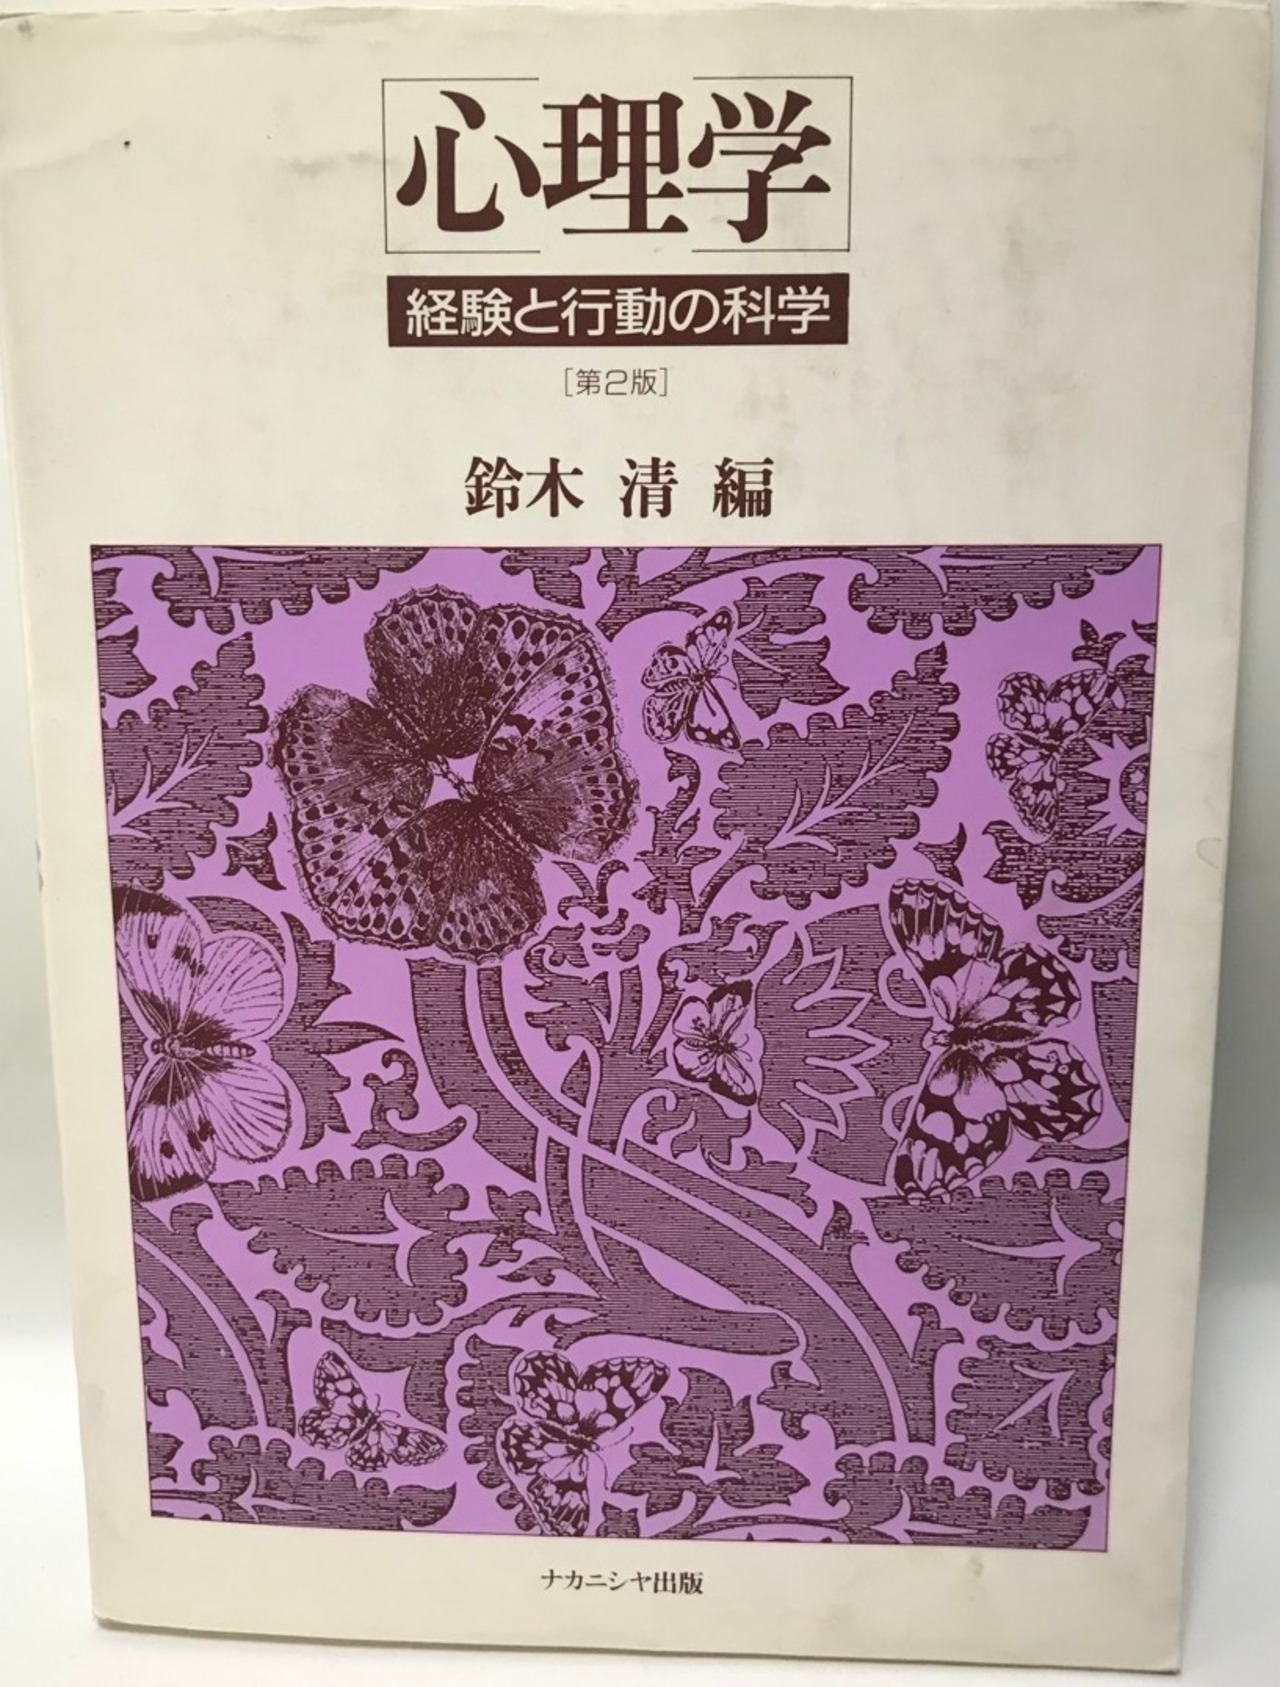 心理学
経験と行動の科学
[第2版]
鈴木 清 編
ナカニシヤ出版